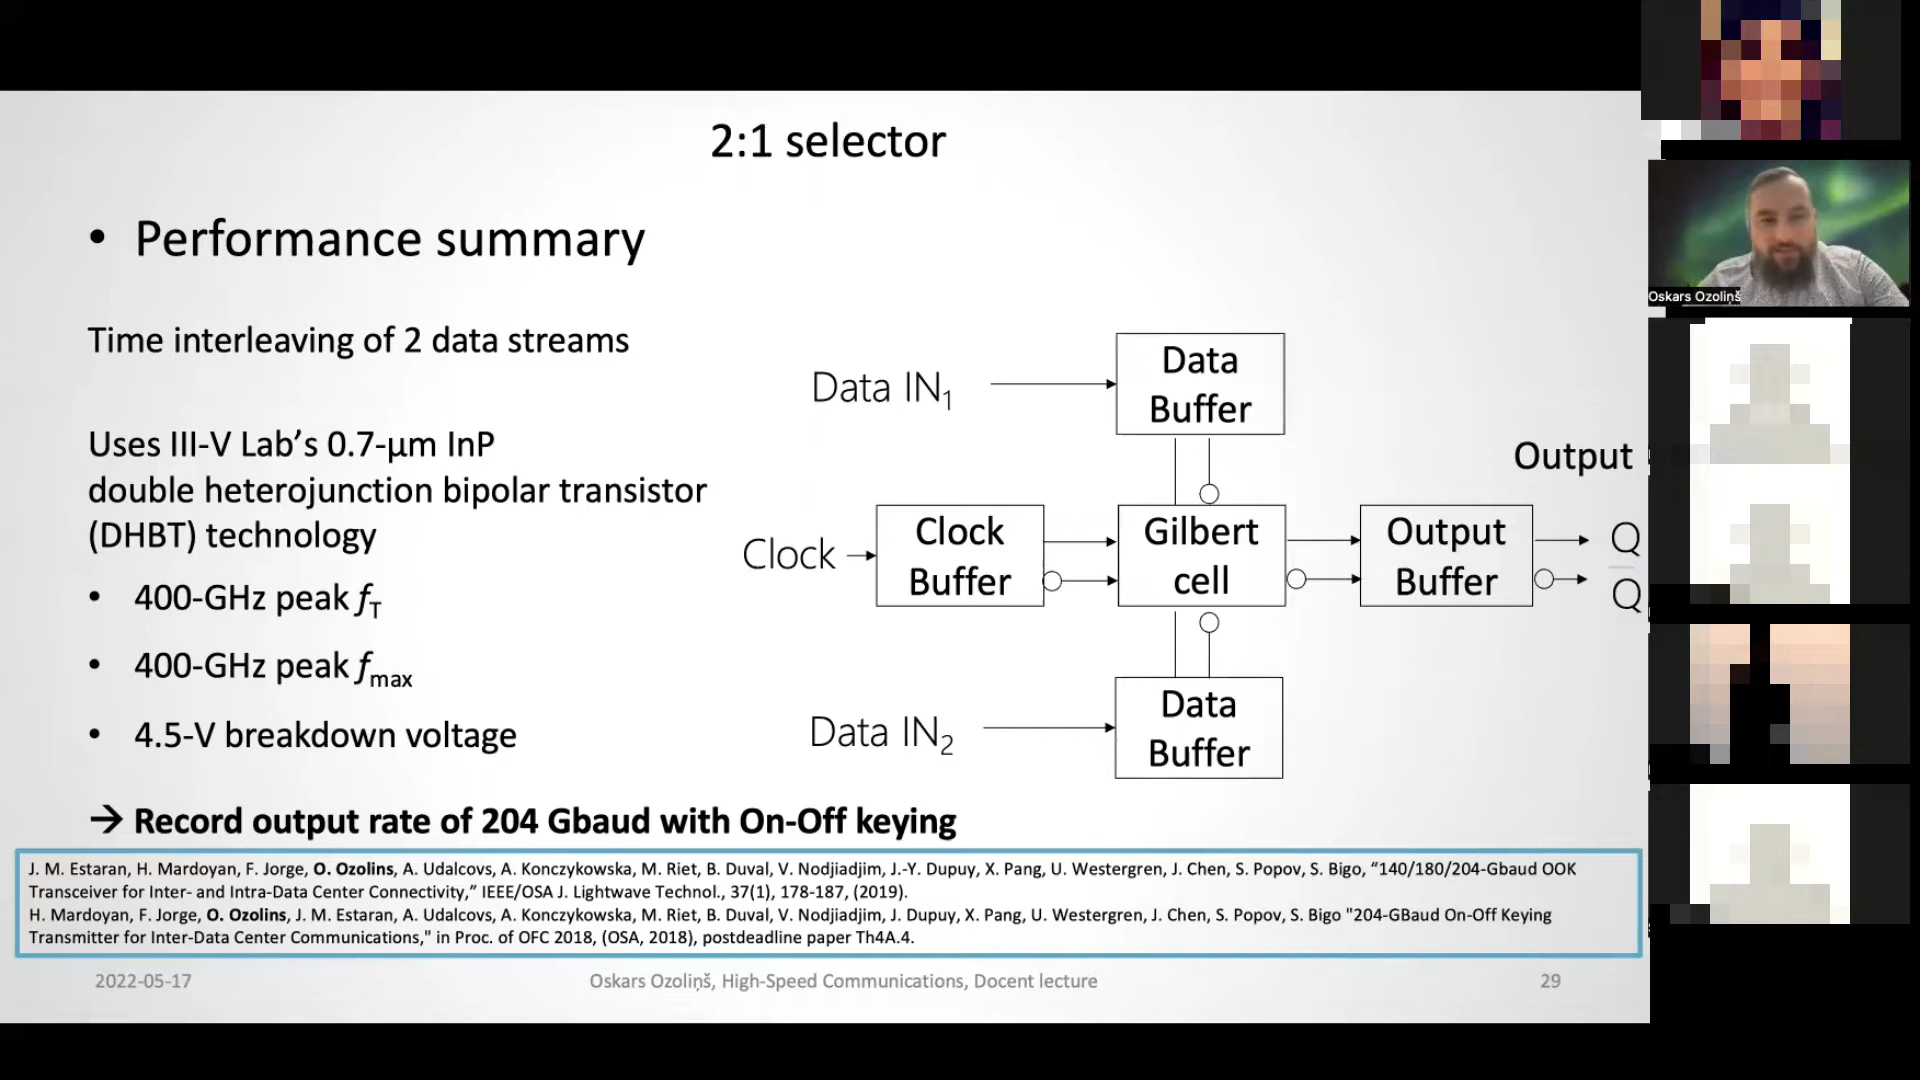 2:1 selector
• Performance summary
Time interleaving of 2 data streams
Uses III-V Lab’s 0.7-µm InP
double heterojunction bipolar transistor
(DHBT) technology
• 400-GHz peak fT
• 400-GHz peak fmax
• 4.5-V breakdown voltage
→ Record output rate of 204 Gbaud with On-Off keying
Data IN1
Data
Buffer
Output
Clock
Clock
Buffer
Gilbert
cell
Output
Buffer
Q
Q
Data IN2
Data
Buffer
J. M. Estaran, H. Mardoyan, F. Jorge, O. Ozolins, A. Udalcovs, A. Konczykowska, M. Riet, B. Duval, V. Nodjiadjim, J.-Y. Dupuy, X. Pang, U. Westergren, J. Chen, S. Popov, S. Bigo, “140/180/204-Gbaud OOK
Transceiver for Inter- and Intra-Data Center Connectivity,” IEEE/OSA J. Lightwave Technol., 37(1), 178-187, (2019).
H. Mardoyan, F. Jorge, O. Ozolins, J. M. Estaran, A. Udalcovs, A. Konczykowska, M. Riet, B. Duval, V. Nodjiadjim, J. Dupuy, X. Pang, U. Westergren, J. Chen, S. Popov, S. Bigo "204-GBaud On-Off Keying
Transmitter for Inter-Data Center Communications," in Proc. of OFC 2018, (OSA, 2018), postdeadline paper Th4A.4.
2022-05-17
Oskars Ozoliņš, High-Speed Communications, Docent lecture
29
Oskars Ozoliņš